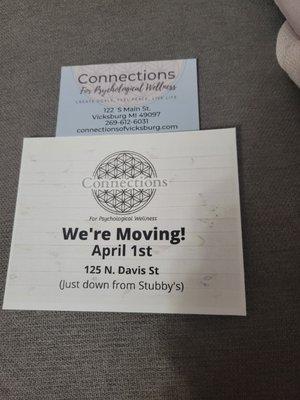 Connections
For Psychological Wellness
CREATE GOALS, FEEL PEACE, LIVE LIFE
122 S Main St.
Vicksburg MI 49097
269-612-6031
connectionsofvicksburg.com
Connections
For Psychological Wellness
We're Moving!
April 1st
125 N. Davis St
(Just down from Stubby's)